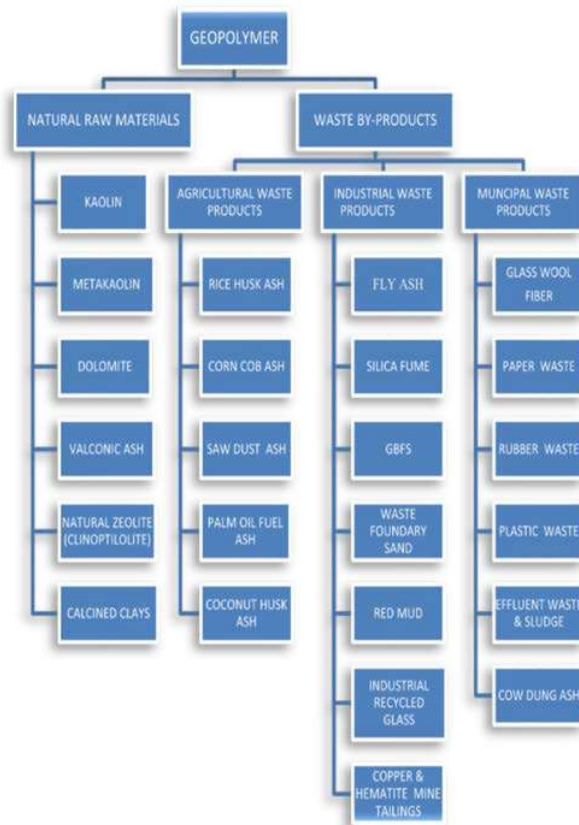 GEOPOLYMER
NATURAL RAW MATERIALS
KAOLIN
METAKAOLIN
DOLOMITE
VALCONIC ASH
NATURAL ZEOLITE
(CLINOPTILOLITE)
CALCINED CLAYS
WASTE BY-PRODUCTS
AGRICULTURAL WASTE
PRODUCTS
RICE HUSK ASH
CORN COB ASH
SAW DUST ASH
PALM OIL FUEL
ASH
COCONUT HUSK
ASH
INDUSTRIAL WASTE
PRODUCTS
FLY ASH
SILICA FUME
GBFS
WASTE
FOUNDARY
SAND
RED MUD
INDUSTRIAL
RECYCLED
GLASS
COPPER &
HEMATITE MINE
TAILINGS
MUNCIPAL WASTE
PRODUCTS
GLASS WOOL
FIBER
PAPER WASTE
RUBBER WASTE
PLASTIC WASTE
EFFLUENT WASTE
& SLUDGE
COW DUNG ASH